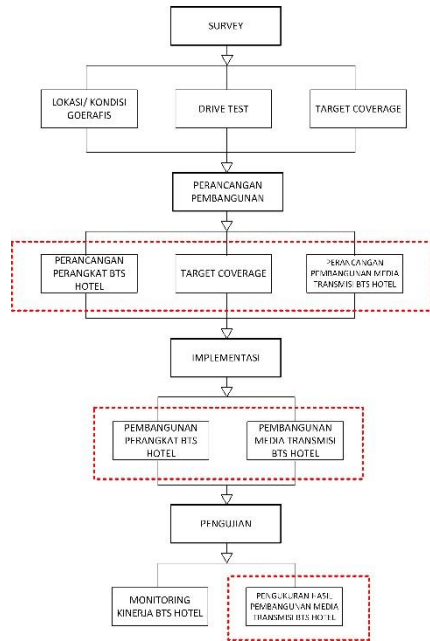 SURVEY
LOKASI/ KONDISI
GOERAFIS
DRIVE TEST
TARGET COVERAGE
PERANCANGAN
PEMBANGUNAN
PERANCANGAN
PERANGKAT BTS
HOTEL
TARGET COVERAGE
PERANCANGAN
PEMBANGUNAN MEDIA
TRANSMISI BTS HOTEL
IMPLEMENTASI
PEMBANGUNAN
PERANGKAT BTS
HOTEL
PEMBANGUNAN
MEDIA TRANSMISI
BTS HOTEL
PENGUJIAN
MONITORING
KINERJA BTS HOTEL
PENGUKURAN HASIL
PEMBANGUNAN MEDIA
TRANSMISI BTS HOTEL